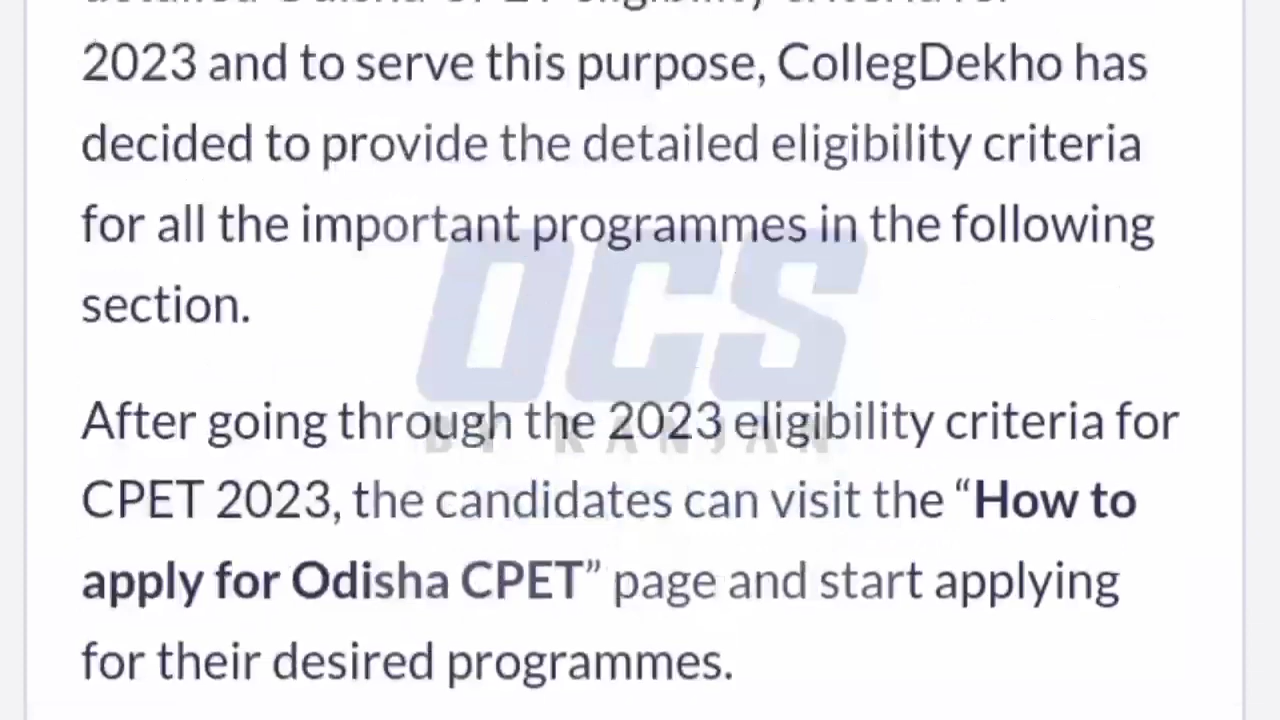 2023 and to serve this purpose, CollegDekho has
decided to provide the detailed eligibility criteria
for all the important programmes in the following
section.
OCS
BY RANJAN
After going through the 2023 eligibility criteria for
CPET 2023, the candidates can visit the “How to
apply for Odisha CPET” page and start applying
for their desired programmes.